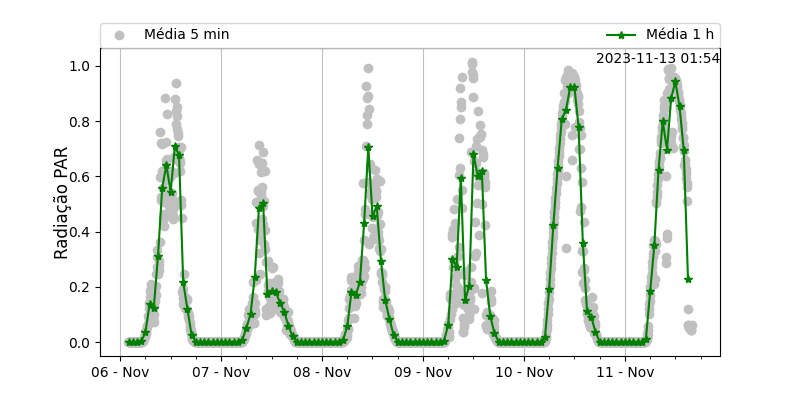 Média 5 min
Média 1 h
2023-11-13 01:54
Radiação PAR
1.0
0.8
0.6
0.4
0.2
0.0
06 - Nov
07 - Nov
08 - Nov
09 - Nov
10 - Nov
11 - Nov